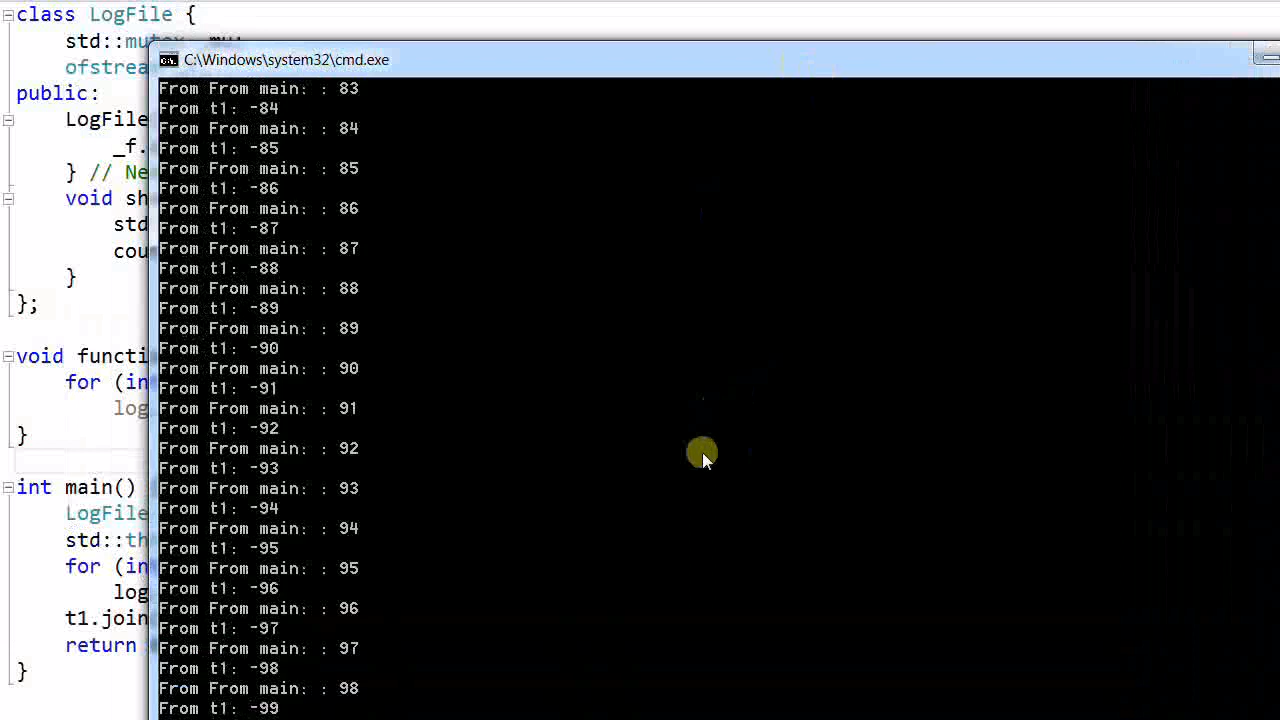 class LogFile {
std::mutex _mu;
ofstrea
public:
LogFile
_f.
} // Ne
void sh
std
cou
}
};
void functi
for (in
log
}
int main()
LogFile
std::th
for (in
log
t1.join
return
}
C:\Windows\system32\cmd.exe
From From main: : 83
From t1: -84
From From main: : 84
From t1: -85
From From main: : 85
From t1: -86
From From main: : 86
From t1: -87
From From main: : 87
From t1: -88
From From main: : 88
From t1: -89
From From main: : 89
From t1: -90
From From main: : 90
From t1: -91
From From main: : 91
From t1: -92
From From main: : 92
From t1: -93
From From main: : 93
From t1: -94
From From main: : 94
From t1: -95
From From main: : 95
From t1: -96
From From main: : 96
From t1: -97
From From main: : 97
From t1: -98
From From main: : 98
From t1: -99